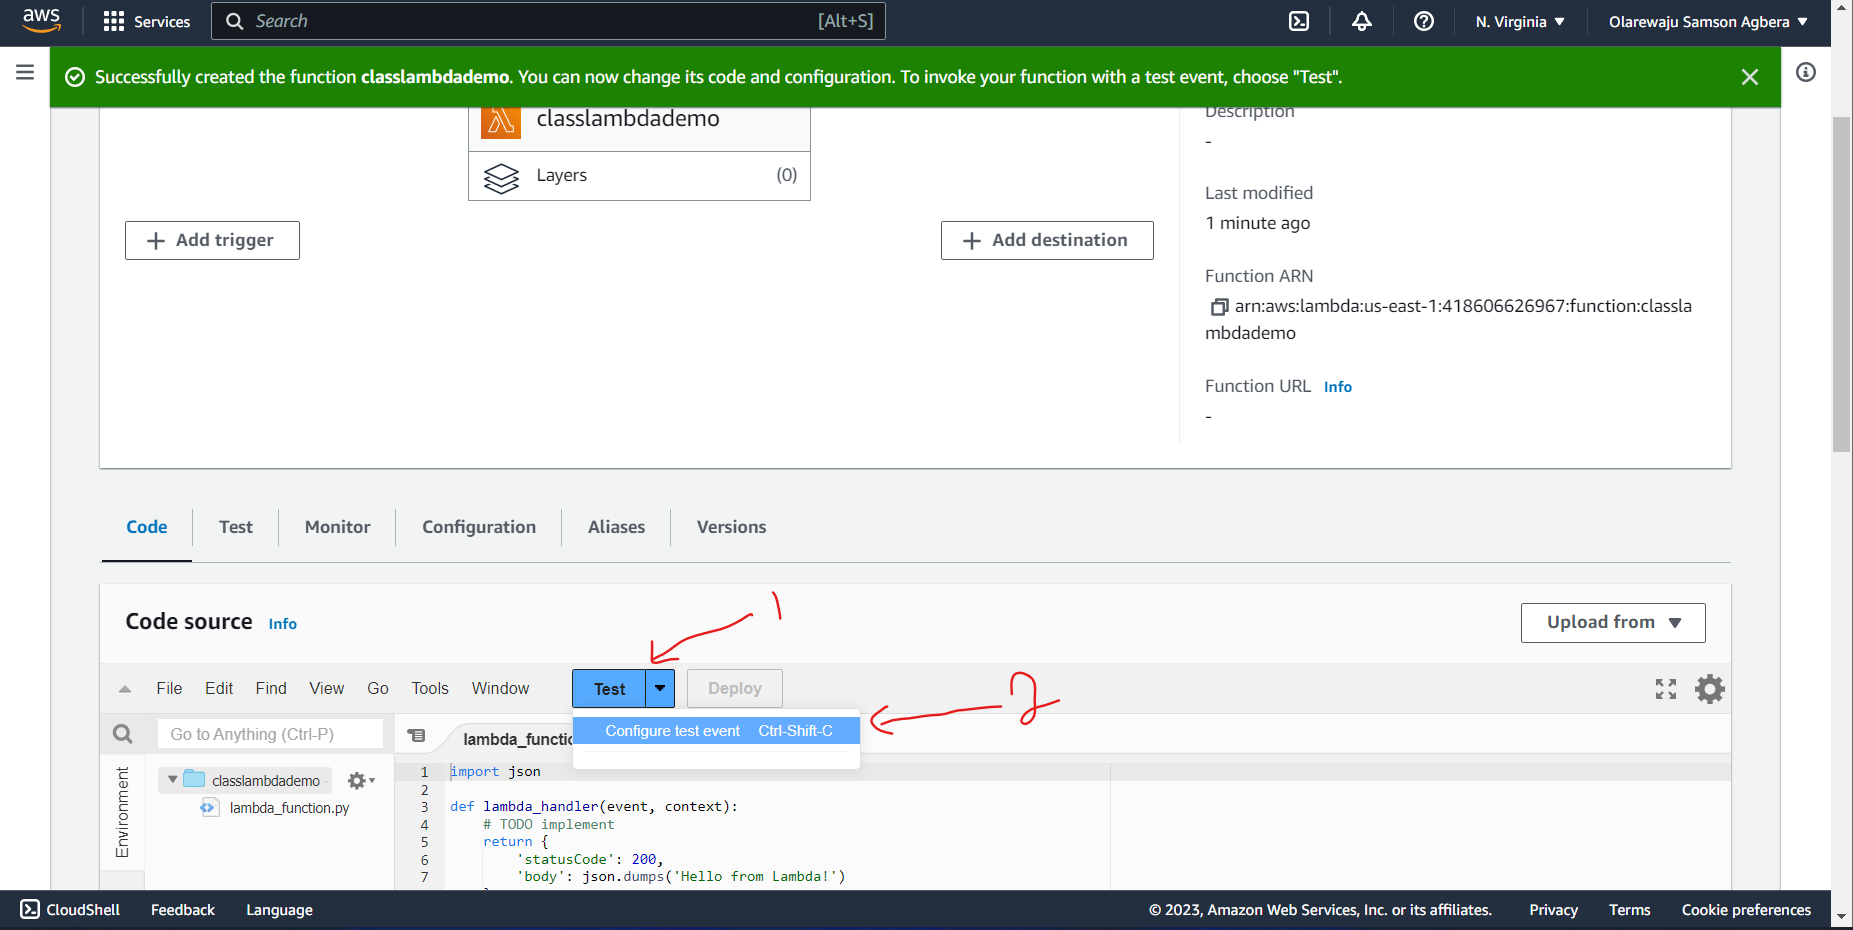 aws
Services
Search
[Alt+S]
N. Virginia
Olarewaju Samson Agbera
Successfully created the function classlambdademo. You can now change its code and configuration. To invoke your function with a test event, choose "Test".
classlambdademo
Layers
(0)
Add trigger
Add destination
Description
-
Last modified
1 minute ago
Function ARN
arn:aws:lambda:us-east-1:418606626967:function:classla
mbdademo
Function URL Info
-
Code
Test
Monitor
Configuration
Aliases
Versions
1
Code source Info
Upload from
File Edit Find View Go Tools Window
Test
Deploy
2
Configure test event Ctrl-Shift-C
Go to Anything (Ctrl-P)
lambda_functio
Environment
classlambdademo
lambda_function.py
1 import json
2
3 def lambda_handler(event, context):
4 # TODO implement
5 return {
6 'statusCode': 200,
7 'body': json.dumps('Hello from Lambda!')
CloudShell
Feedback
Language
© 2023, Amazon Web Services, Inc. or its affiliates.
Privacy
Terms
Cookie preferences